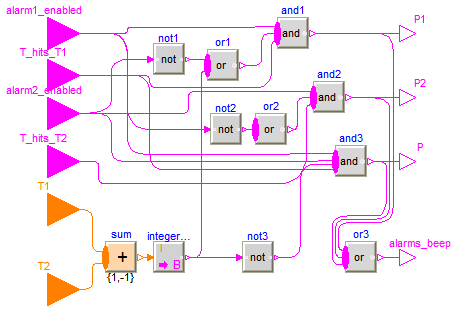 alarm1_enabled
and1
P1
not1
or1
T_hits_T1
and2
P2
alarm2_enabled
not2
or2
and3
P
T_hits_T2
T1
sum
integer...
not3
or3
alarms_beep
T2
{1,-1}
and
not
or
and
not
or
and
+
I
B
not
or